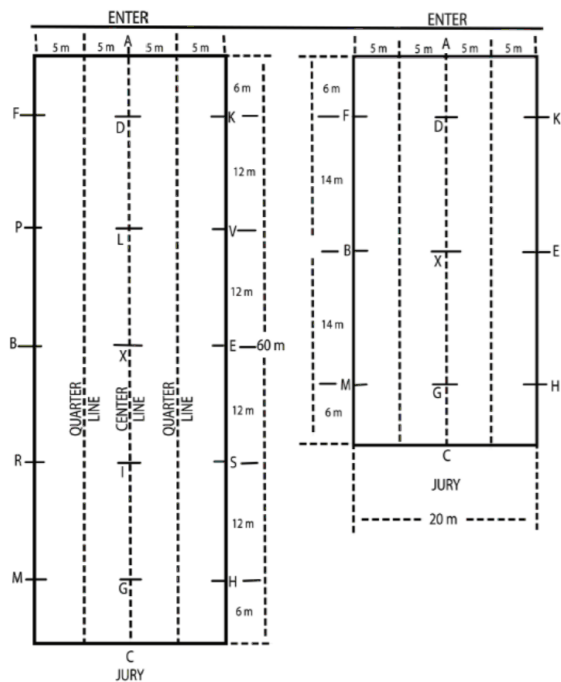 ENTER
5 m 5 m A 5 m 5 m
6 m
F D K
12 m
P L V
12 m
B X E 60 m
QUARTER LINE
CENTER LINE
QUARTER LINE
12 m
R I S
12 m
M G H
6 m
C
JURY
ENTER
5 m 5 m A 5 m 5 m
6 m
F D K
14 m
B X E
14 m
M G H
6 m
C
JURY
20 m